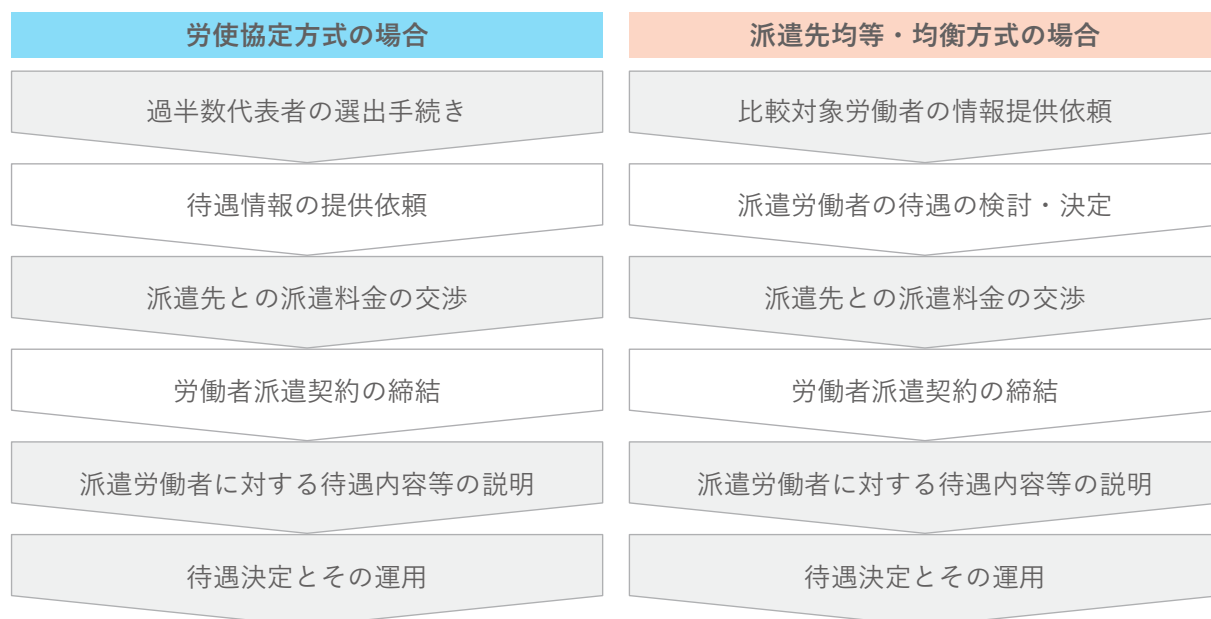 労使協定方式の場合
過半数代表者の選出手続き
待遇情報の提供依頼
派遣先との派遣料金の交渉
労働者派遣契約の締結
派遣労働者に対する待遇内容等の説明
待遇決定とその運用
派遣先均等・均衡方式の場合
比較対象労働者の情報提供依頼
派遣労働者の待遇の検討・決定
派遣先との派遣料金の交渉
労働者派遣契約の締結
派遣労働者に対する待遇内容等の説明
待遇決定とその運用